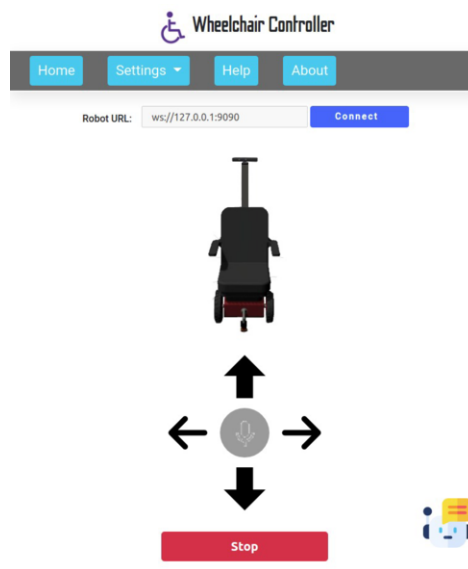 Wheelchair Controller
Home Settings Help About
Robot URL: ws://127.0.0.1:9090 Connect
Stop